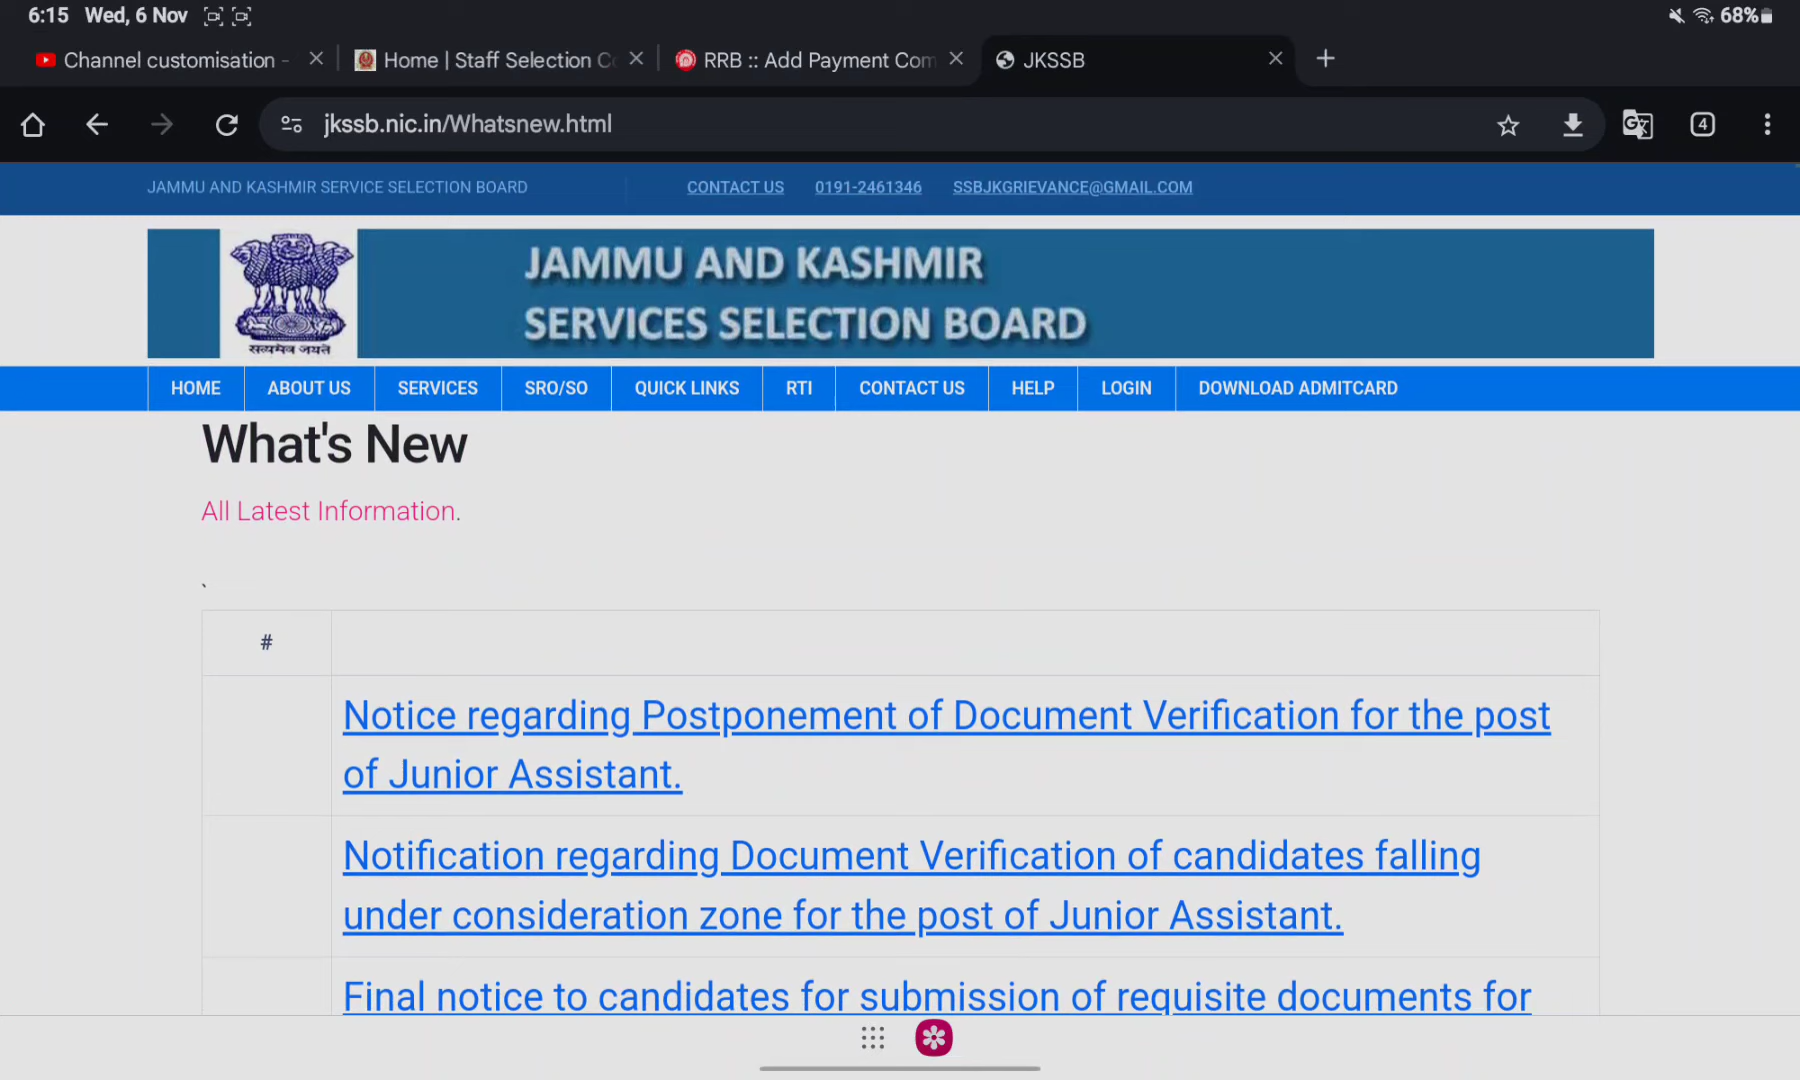 6:15 Wed, 6 Nov
68%
Channel customisation -
Home | Staff Selection Co
RRB :: Add Payment Com
JKSSB
jkssb.nic.in/Whatsnew.html
4
JAMMU AND KASHMIR SERVICE SELECTION BOARD
CONTACT US
0191-2461346
SSBJKGRIEVANCE@GMAIL.COM
JAMMU AND KASHMIR
SERVICES SELECTION BOARD
सत्यमेव जयते
HOME
ABOUT US
SERVICES
SRO/SO
QUICK LINKS
RTI
CONTACT US
HELP
LOGIN
DOWNLOAD ADMITCARD
What's New
All Latest Information.
`
#
Notice regarding Postponement of Document Verification for the post
of Junior Assistant.
Notification regarding Document Verification of candidates falling
under consideration zone for the post of Junior Assistant.
Final notice to candidates for submission of requisite documents for